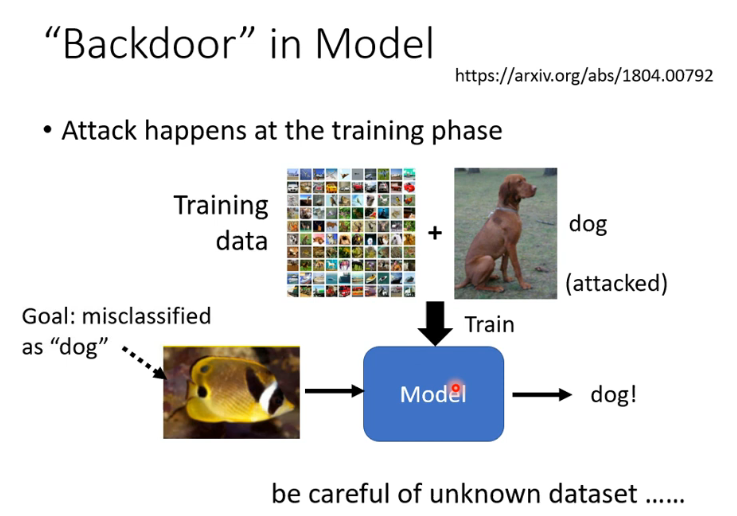 “Backdoor” in Model
https://arxiv.org/abs/1804.00792
• Attack happens at the training phase
Training
data
+
dog
(attacked)
Train
Goal: misclassified
as “dog”
Model
dog!
be careful of unknown dataset ……